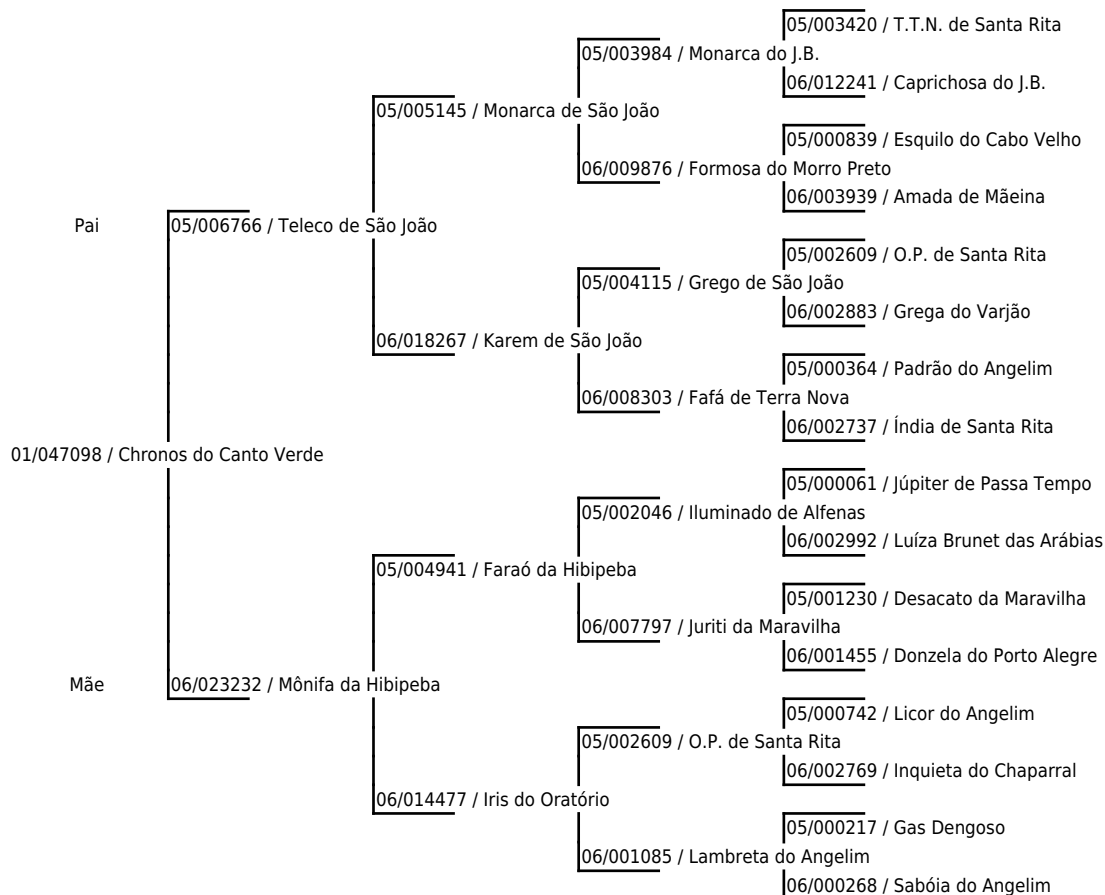 05/003420 / T.T.N. de Santa Rita
05/003984 / Monarca do J.B.
06/012241 / Caprichosa do J.B.
05/005145 / Monarca de São João
05/000839 / Esquilo do Cabo Velho
06/009876 / Formosa do Morro Preto
06/003939 / Amada de Mãeina
Pai
05/006766 / Teleco de São João
05/002609 / O.P. de Santa Rita
05/004115 / Grego de São João
06/002883 / Grega do Varjão
06/018267 / Karem de São João
05/000364 / Padrão do Angelim
06/008303 / Fafá de Terra Nova
06/002737 / Índia de Santa Rita
01/047098 / Chronos do Canto Verde
05/000061 / Júpiter de Passa Tempo
05/002046 / Iluminado de Alfenas
06/002992 / Luíza Brunet das Arábias
05/004941 / Faraó da Hibipeba
05/001230 / Desacato da Maravilha
06/007797 / Juriti da Maravilha
06/001455 / Donzela do Porto Alegre
Mãe
06/023232 / Mônifa da Hibipeba
05/000742 / Licor do Angelim
05/002609 / O.P. de Santa Rita
06/002769 / Inquieta do Chaparral
06/014477 / Iris do Oratório
05/000217 / Gas Dengoso
06/001085 / Lambreta do Angelim
06/000268 / Sabóia do Angelim